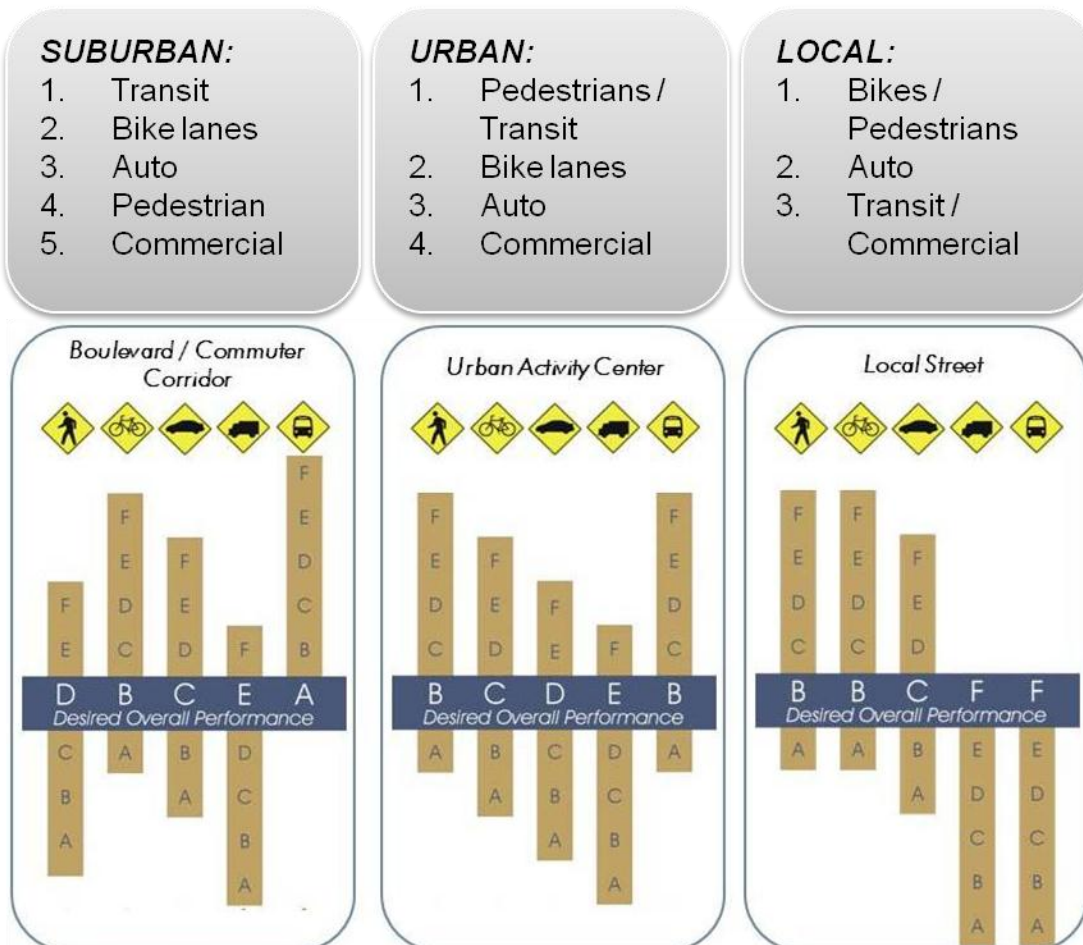 SUBURBAN:
1. Transit
2. Bike lanes
3. Auto
4. Pedestrian
5. Commercial
URBAN:
1. Pedestrians /
Transit
2. Bike lanes
3. Auto
4. Commercial
LOCAL:
1. Bikes /
Pedestrians
2. Auto
3. Transit /
Commercial
Boulevard / Commuter
Corridor
F
F
E
F
E
D
F
E
D
F
C
E
C
D
F
B
D B C E A
Desired Overall Performance
C
A
B
D
B
A
C
A
B
A
Urban Activity Center
F
F
E
F
E
E
D
F
D
D
C
D
E
F
C
B C D E B
Desired Overall Performance
A
B
C
D
A
A
B
C
A
B
A
Local Street
F
F
E
E
F
D
D
E
C
C
D
B B C F F
Desired Overall Performance
A
A
B
E
E
A
D
D
C
C
B
B
A
A